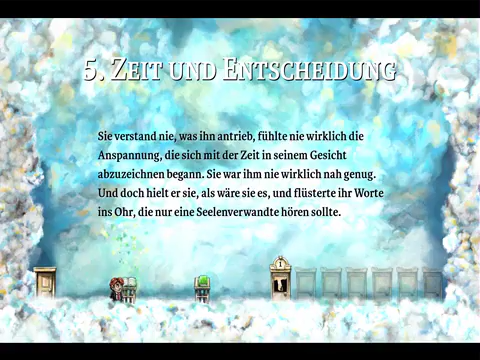 5. Zeit und Entscheidung
Sie verstand nie, was ihn antrieb, fühlte nie wirklich die
Anspannung, die sich mit der Zeit in seinem Gesicht
abzuzeichnen begann. Sie war ihm nie wirklich nah genug.
Und doch hielt er sie, als wäre sie es, und flüsterte ihr Worte
ins Ohr, die nur eine Seelenverwandte hören sollte.
1